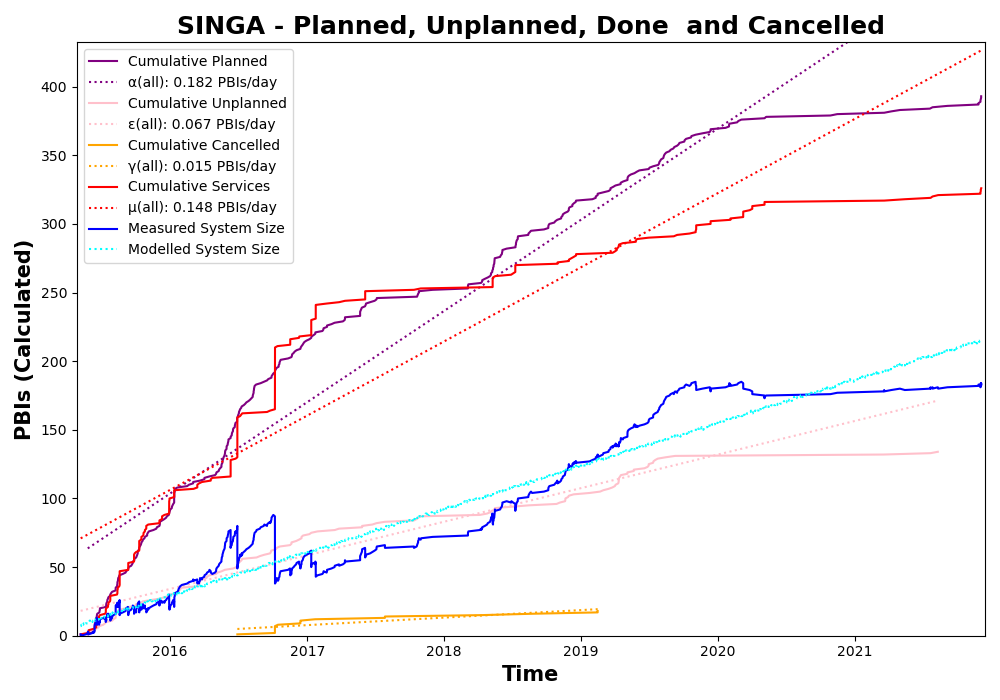 SINGA - Planned, Unplanned, Done  and Cancelled
Cumulative Planned
α(all): 0.182 PBIs/day
Cumulative Unplanned
ε(all): 0.067 PBIs/day
Cumulative Cancelled
γ(all): 0.015 PBIs/day
Cumulative Services
μ(all): 0.148 PBIs/day
Measured System Size
Modelled System Size
PBIs (Calculated)
400
350
300
250
200
150
100
50
0
2016
2017
2018
2019
2020
2021
Time